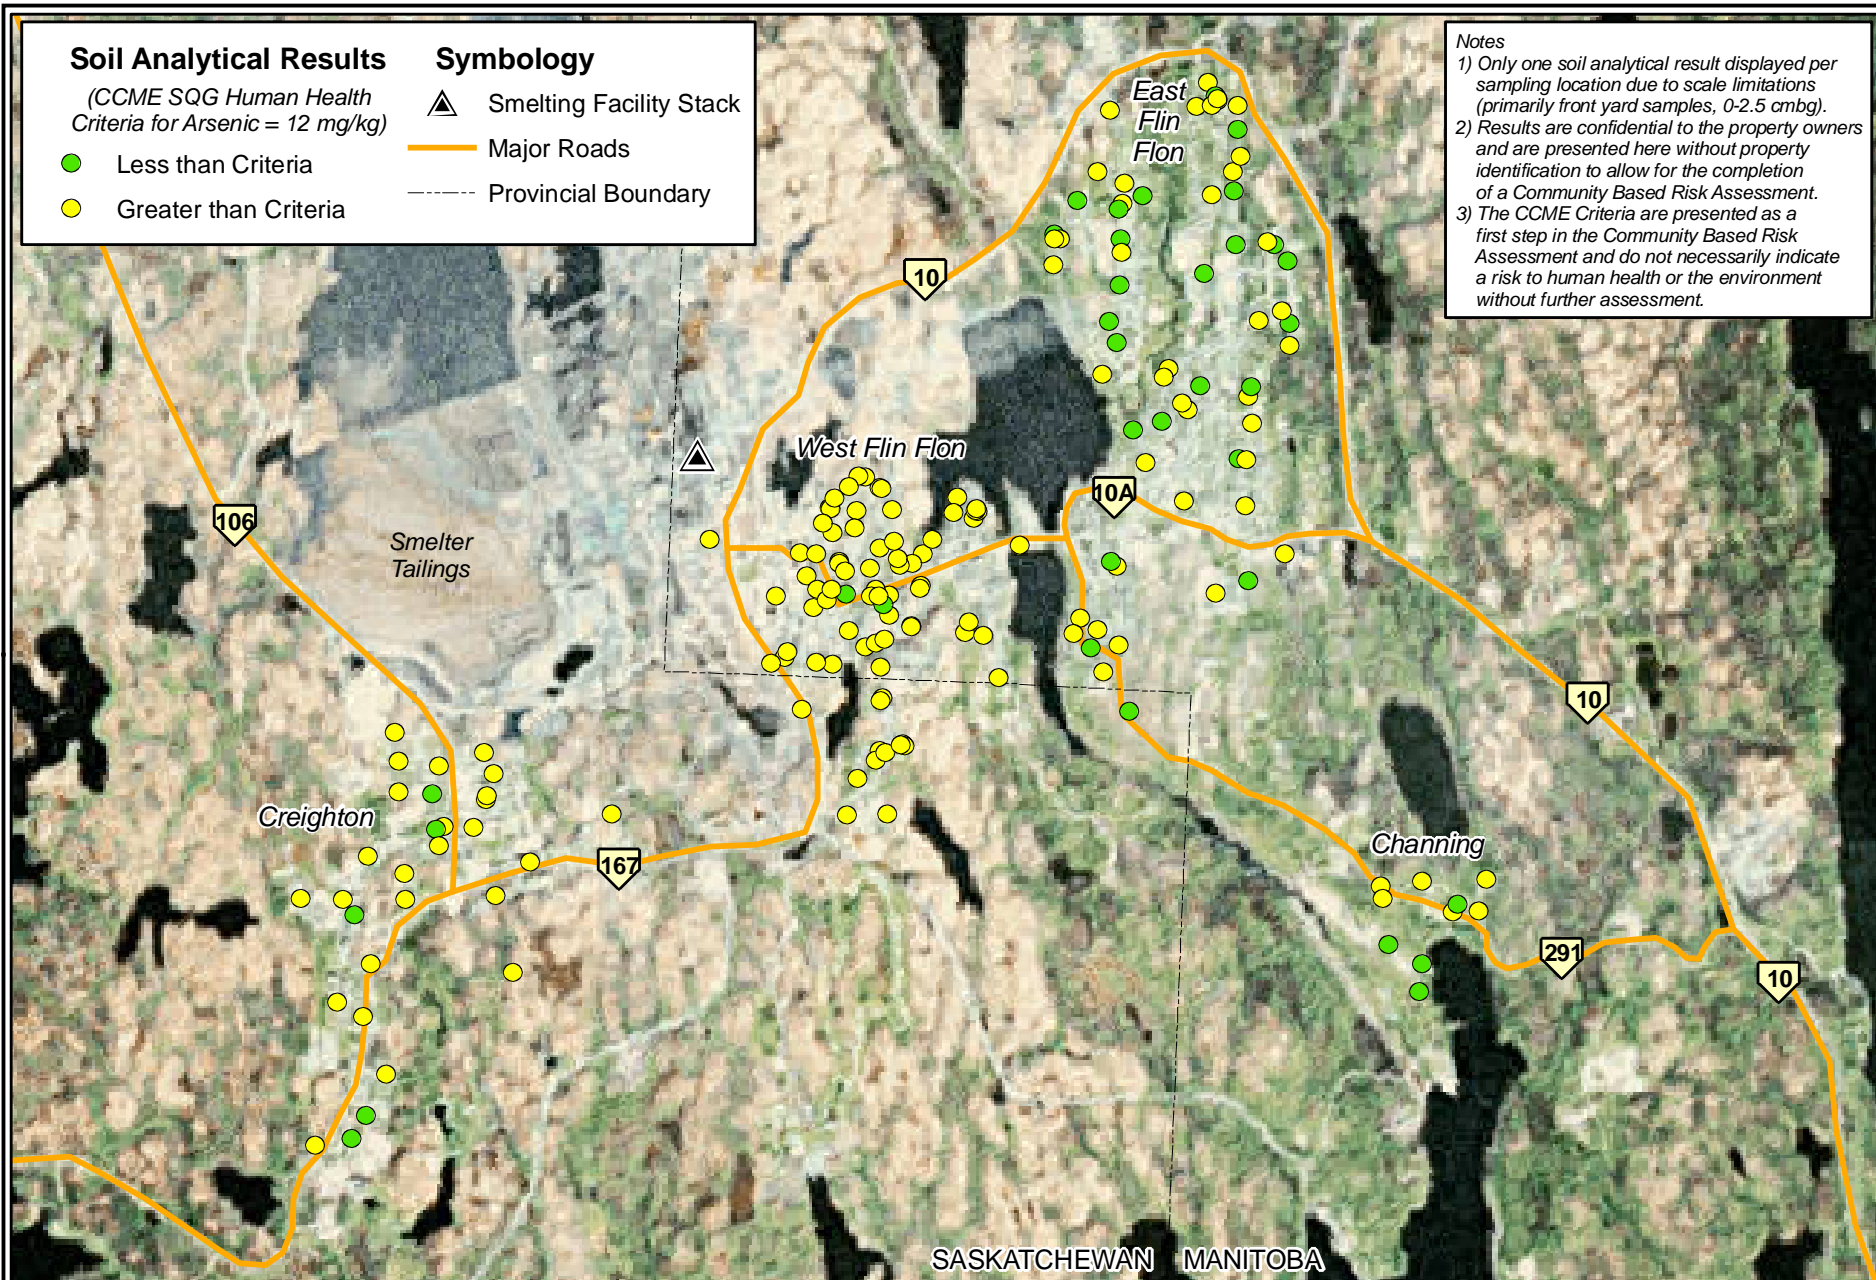 Soil Analytical Results
(CCME SQG Human Health
Criteria for Arsenic = 12 mg/kg)
Less than Criteria
Greater than Criteria
Symbology
Smelting Facility Stack
Major Roads
Provincial Boundary
Notes
1) Only one soil analytical result displayed per
sampling location due to scale limitations
(primarily front yard samples, 0-2.5 cmbg).
2) Results are confidential to the property owners
and are presented here without property
identification to allow for the completion
of a Community Based Risk Assessment.
3) The CCME Criteria are presented as a
first step in the Community Based Risk
Assessment and do not necessarily indicate
a risk to human health or the environment
without further assessment.
East
Flin
Flon
10
West Flin Flon
10A
106
Smelter
Tailings
10
Creighton
167
Channing
291
10
SASKATCHEWAN
MANITOBA